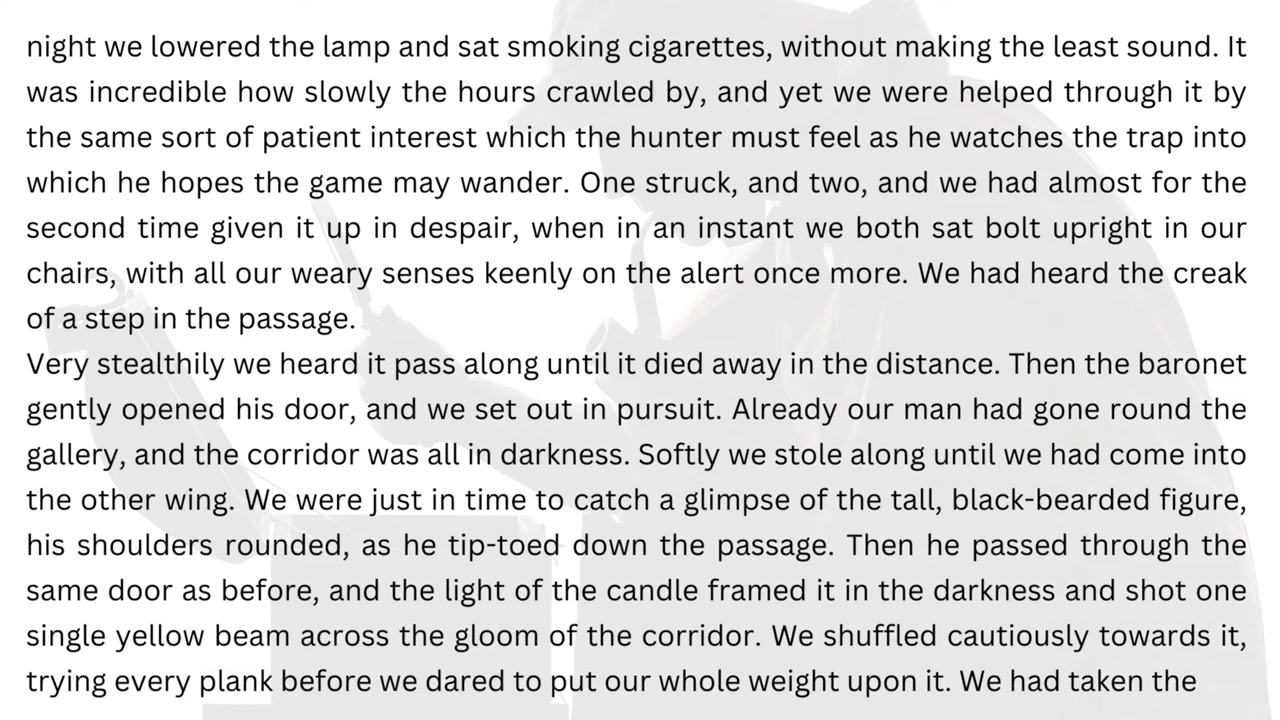 night we lowered the lamp and sat smoking cigarettes, without making the least sound. It
was incredible how slowly the hours crawled by, and yet we were helped through it by
the same sort of patient interest which the hunter must feel as he watches the trap into
which he hopes the game may wander. One struck, and two, and we had almost for the
second time given it up in despair, when in an instant we both sat bolt upright in our
chairs, with all our weary senses keenly on the alert once more. We had heard the creak
of a step in the passage.
Very stealthily we heard it pass along until it died away in the distance. Then the baronet
gently opened his door, and we set out in pursuit. Already our man had gone round the
gallery, and the corridor was all in darkness. Softly we stole along until we had come into
the other wing. We were just in time to catch a glimpse of the tall, black-bearded figure,
his shoulders rounded, as he tip-toed down the passage. Then he passed through the
same door as before, and the light of the candle framed it in the darkness and shot one
single yellow beam across the gloom of the corridor. We shuffled cautiously towards it,
trying every plank before we dared to put our whole weight upon it. We had taken the